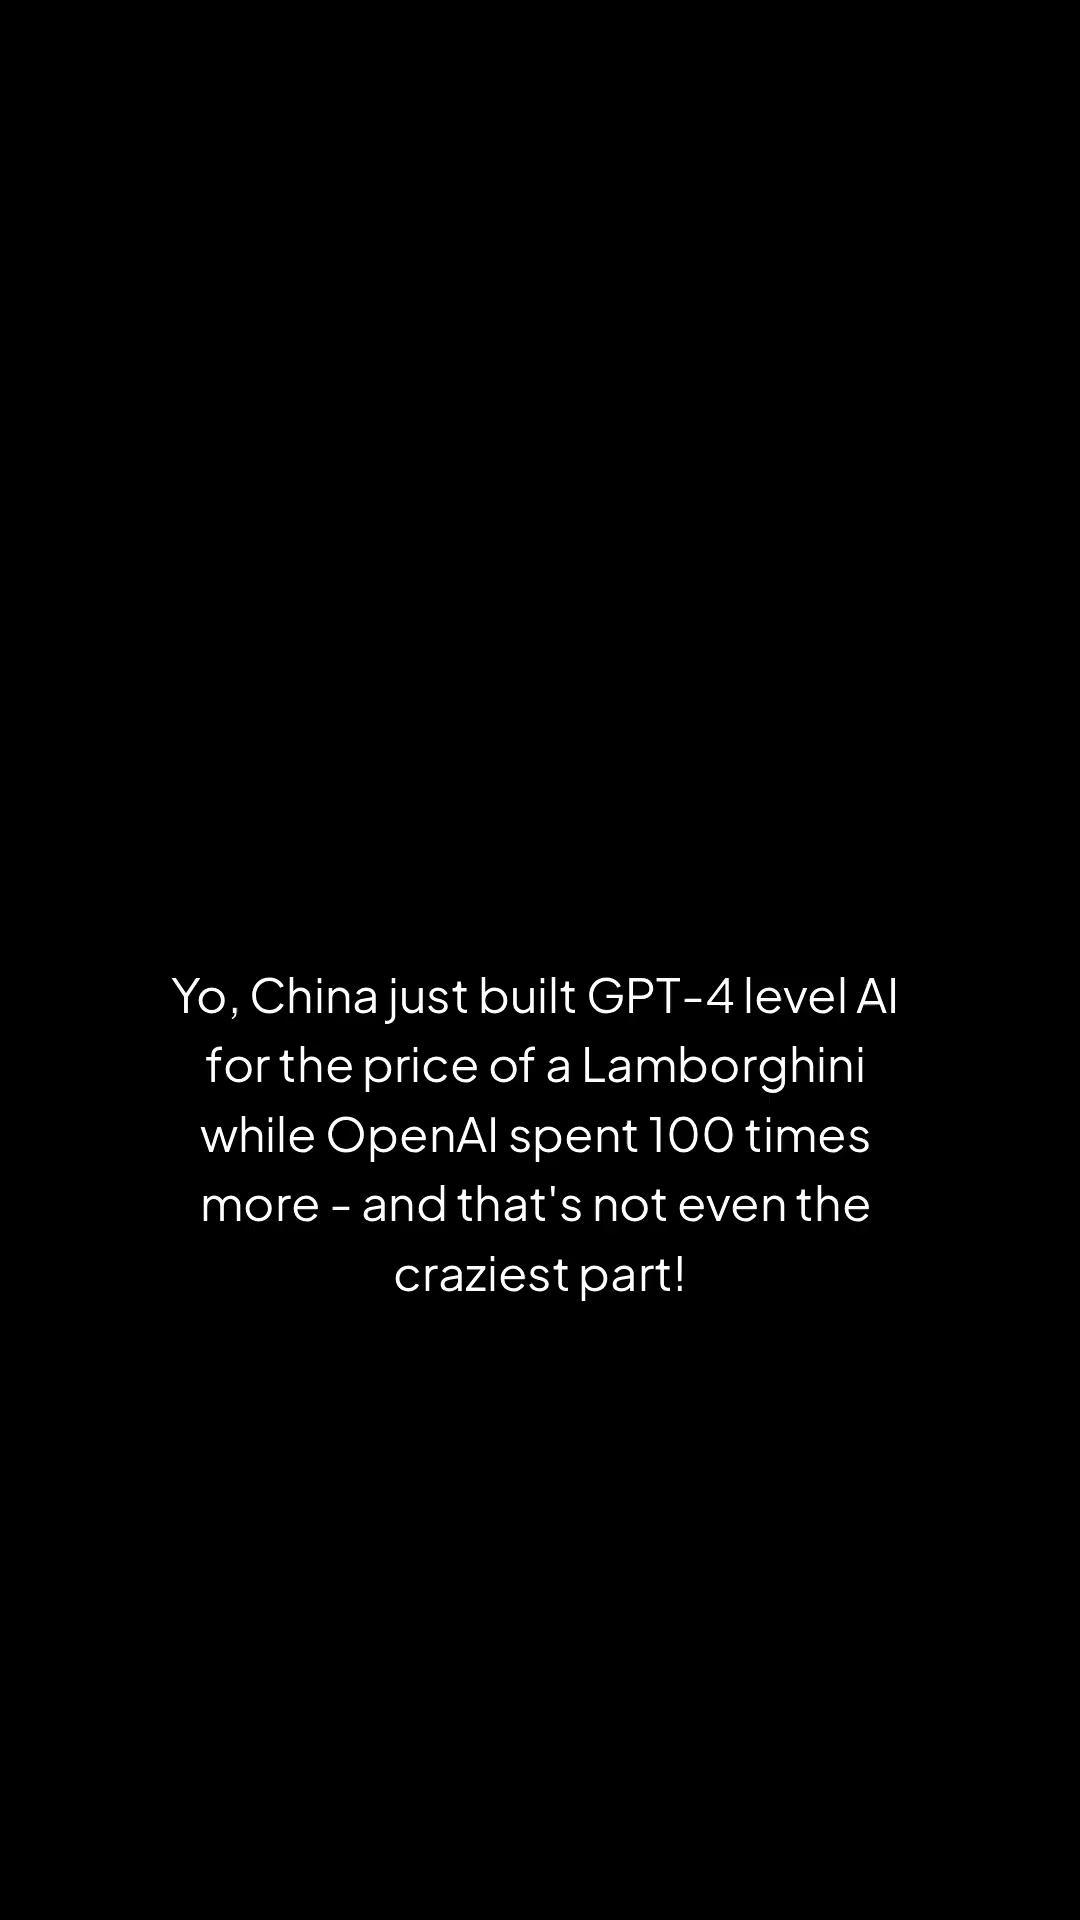 Yo, China just built GPT-4 level AI
for the price of a Lamborghini
while OpenAI spent 100 times
more - and that's not even the
craziest part!